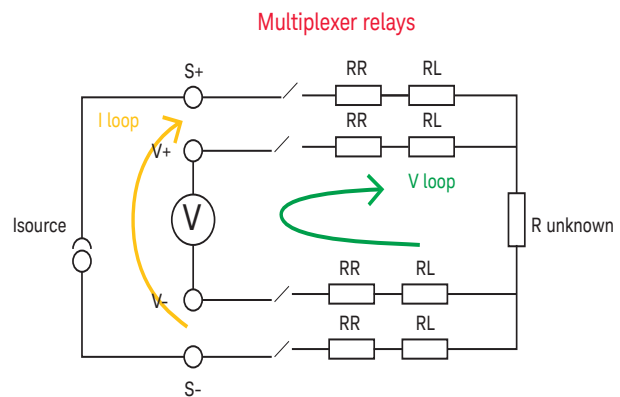 Multiplexer relays
S+
RR
RL
I loop
V+
RR
RL
V loop
Isource
V
R unknown
V-
RR
RL
RR
RL
S-